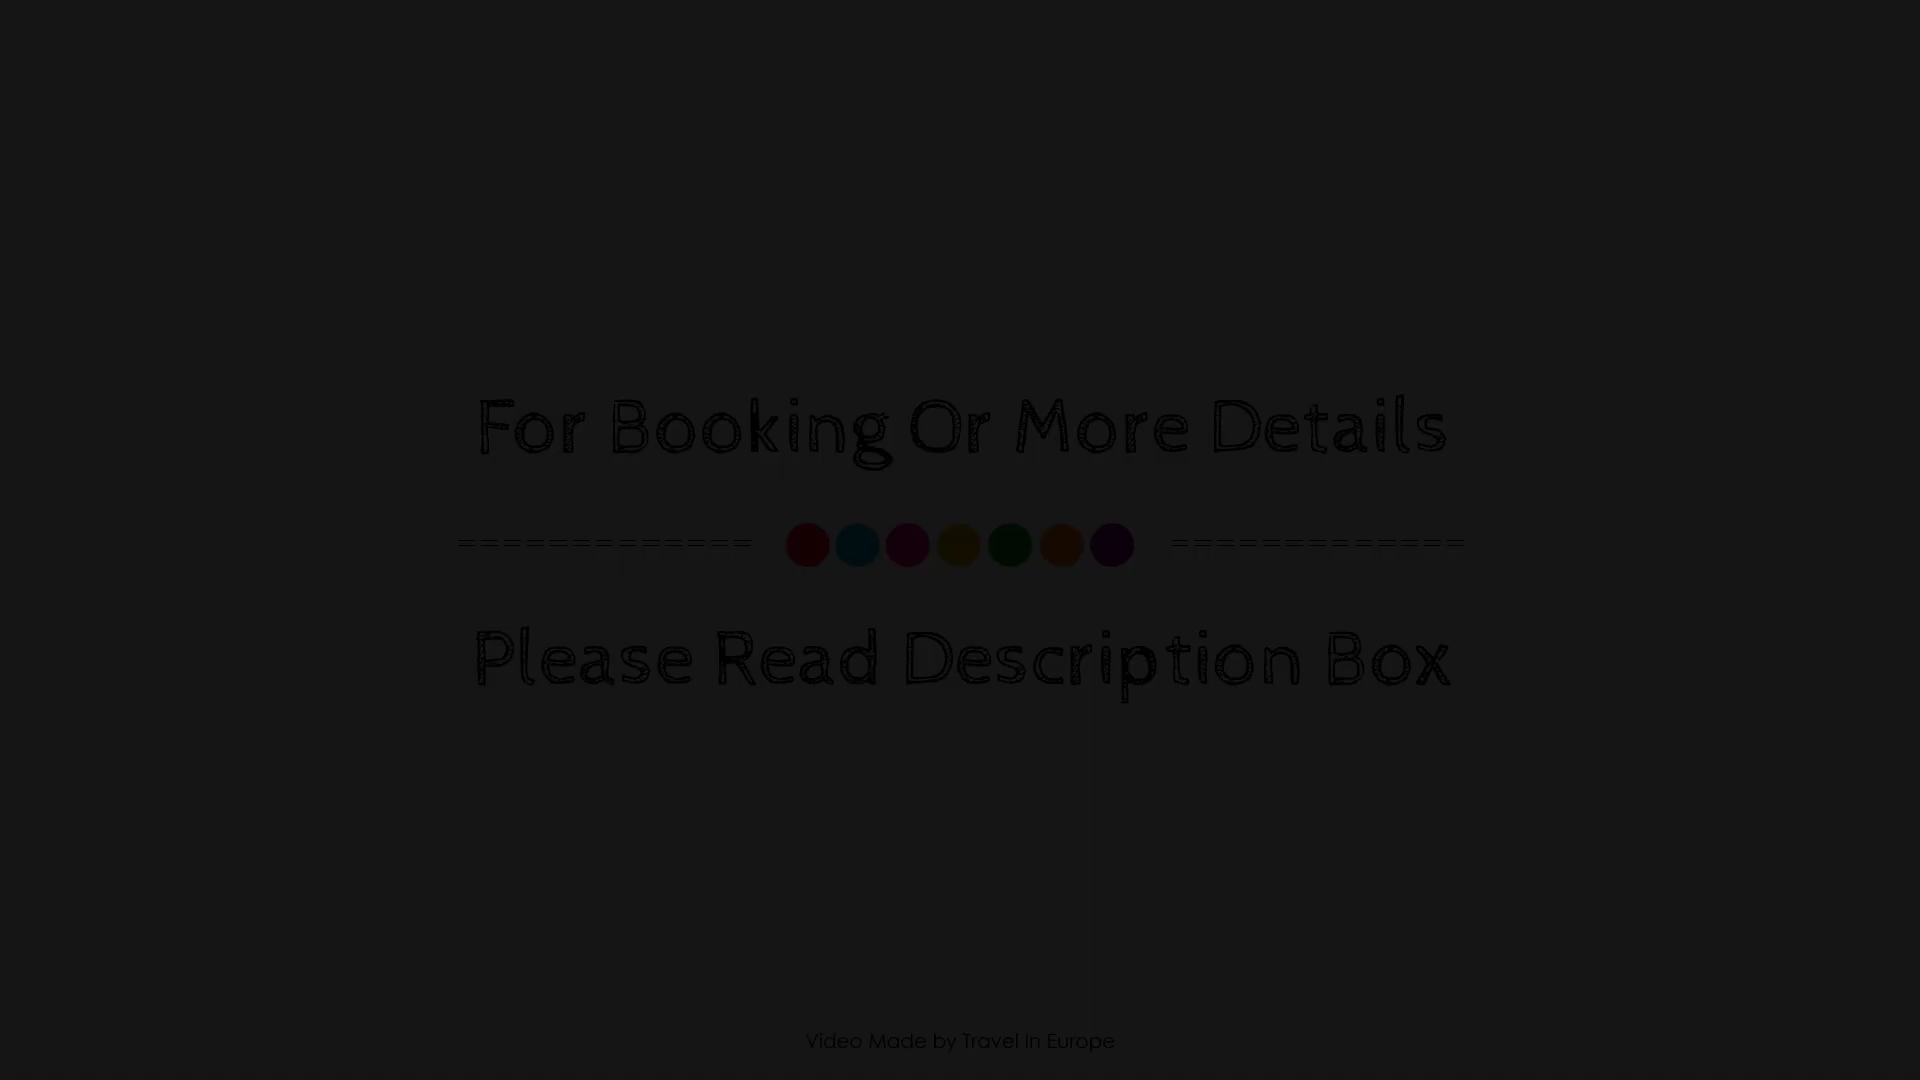 For Booking Or More Details
============= =============
Please Read Description Box
Video Made by Travel In Europe